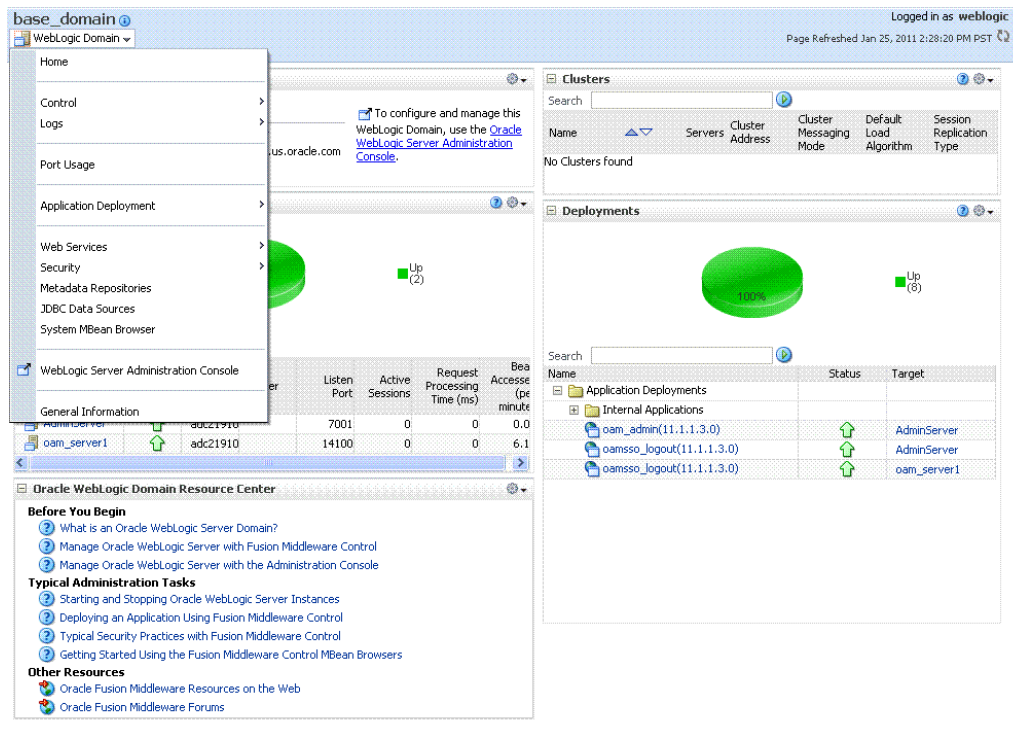 base_domain
Logged in as weblogic
WebLogic Domain
Page Refreshed Jan 25, 2011 2:28:20 PM PST
Home
Control
Logs
Port Usage
Application Deployment
Web Services
Security
Metadata Repositories
JDBC Data Sources
System MBean Browser
WebLogic Server Administration Console
General Information
To configure and manage this
WebLogic Domain, use the Oracle
WebLogic Server Administration
Console.
.us.oracle.com
Up
(2)
Listen
Port
Active
Sessions
Request
Processing
Time (ms)
Bea
Accesse
(pe
minute
AdminServer
adc21910
7001
0
0
0.0
oam_server1
adc21910
14100
0
0
6.1
Oracle WebLogic Domain Resource Center
Before You Begin
What is an Oracle WebLogic Server Domain?
Manage Oracle WebLogic Server with Fusion Middleware Control
Manage Oracle WebLogic Server with the Administration Console
Typical Administration Tasks
Starting and Stopping Oracle WebLogic Server Instances
Deploying an Application Using Fusion Middleware Control
Typical Security Practices with Fusion Middleware Control
Getting Started Using the Fusion Middleware Control MBean Browsers
Other Resources
Oracle Fusion Middleware Resources on the Web
Oracle Fusion Middleware Forums
Clusters
Search
Name
Servers
Cluster
Address
Cluster
Messaging
Mode
Default
Load
Algorithm
Session
Replication
Type
No Clusters found
Deployments
100%
Up
(8)
Search
Name
Status
Target
Application Deployments
Internal Applications
oam_admin(11.1.1.3.0)
AdminServer
oamsso_logout(11.1.1.3.0)
AdminServer
oamsso_logout(11.1.1.3.0)
oam_server1